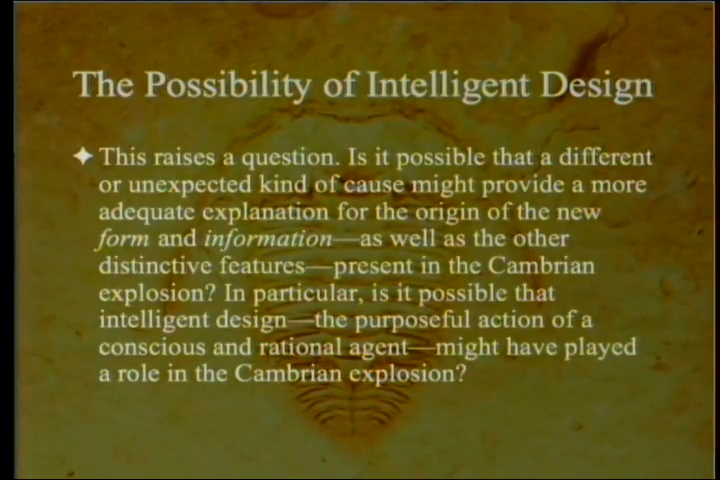 The Possibility of Intelligent Design
This raises a question. Is it possible that a different
or unexpected kind of cause might provide a more
adequate explanation for the origin of the new
form and information—as well as the other
distinctive features—present in the Cambrian
explosion? In particular, is it possible that
intelligent design—the purposeful action of a
conscious and rational agent—might have played
a role in the Cambrian explosion?